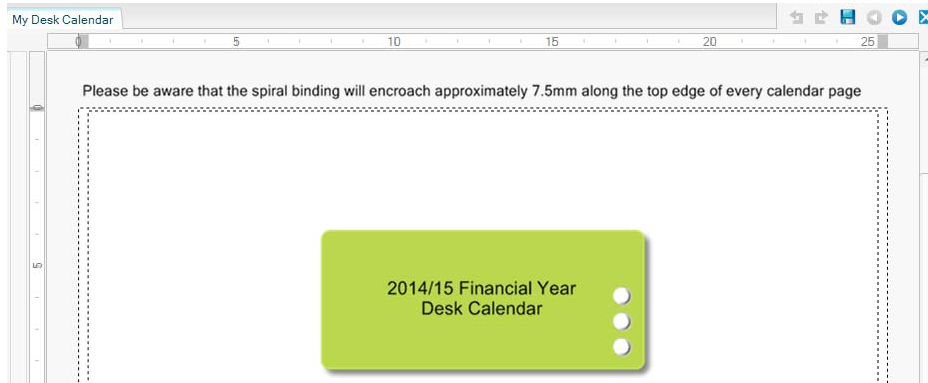 My Desk Calendar
0 5 10 15 20 25
Please be aware that the spiral binding will encroach approximately 7.5mm along the top edge of every calendar page
0
5
2014/15 Financial Year
Desk Calendar